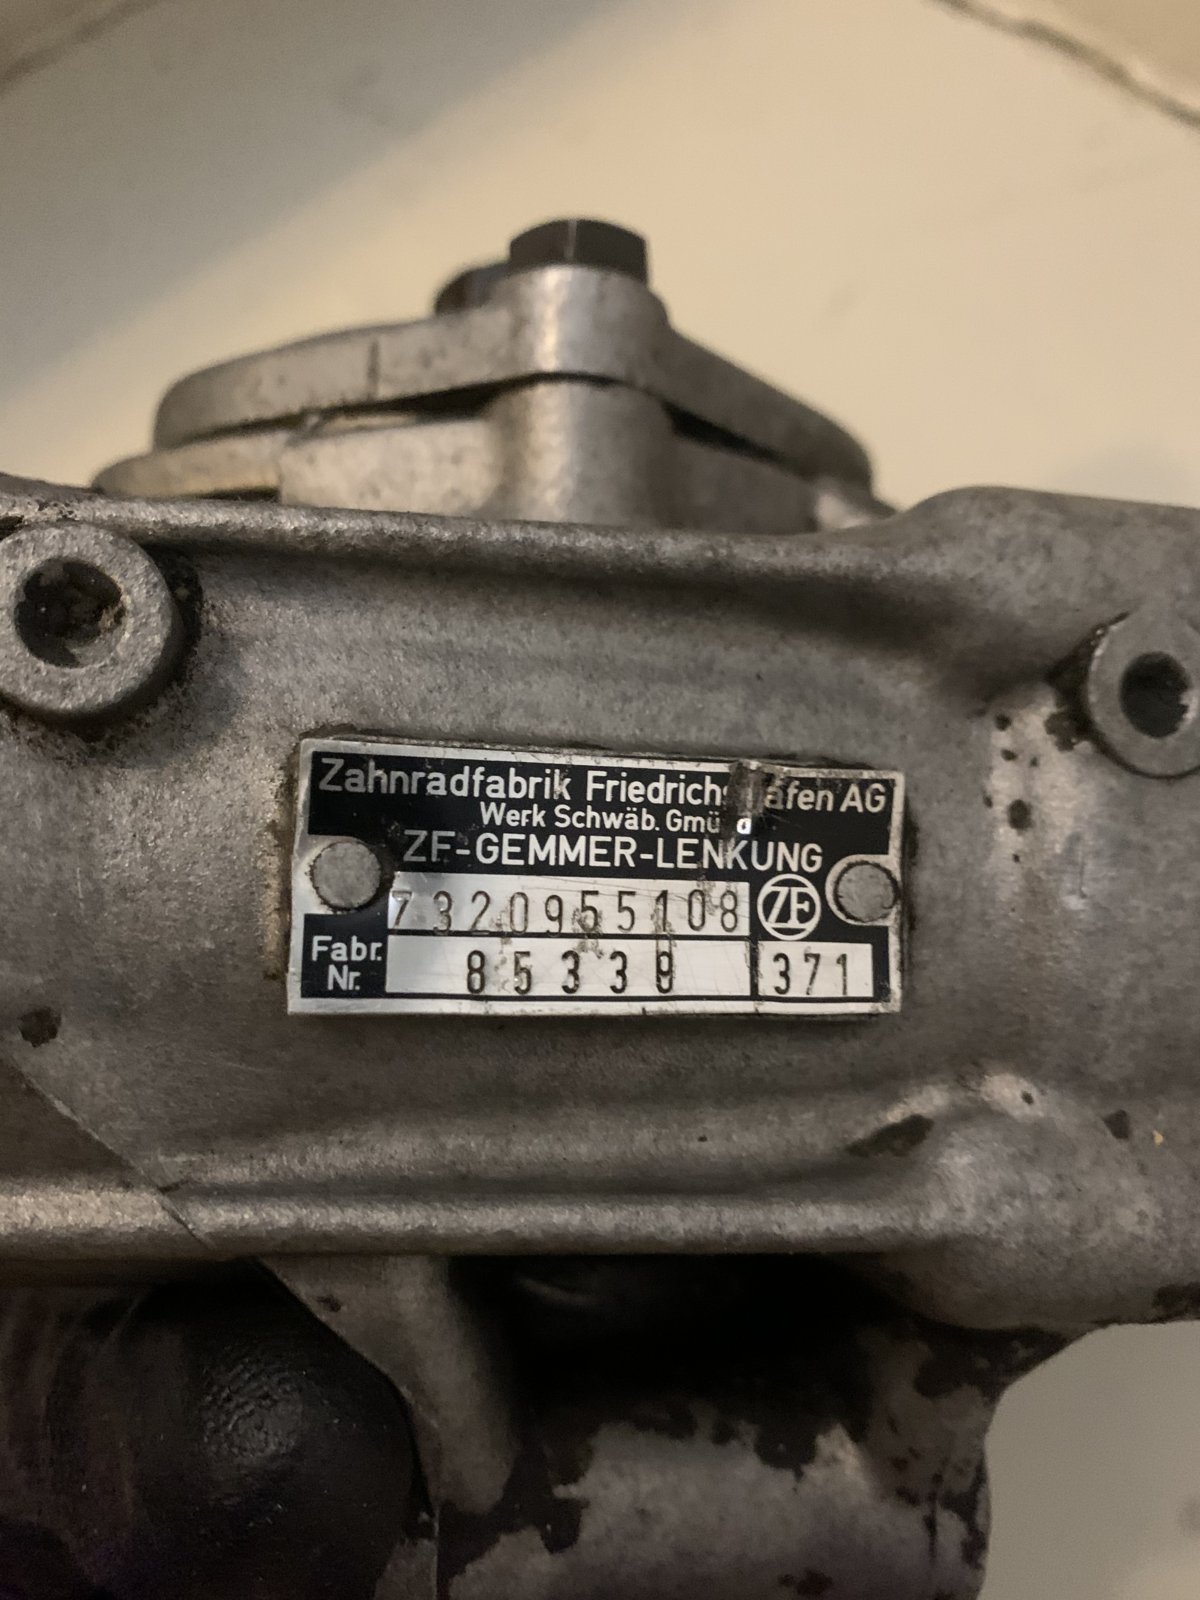 Zahnradfabrik Friedrichshafen AG
Werk Schwäb. Gmünd
ZF-GEMMER-LENKUNG
7320955108 ZF
Fabr. Nr. 85339 371